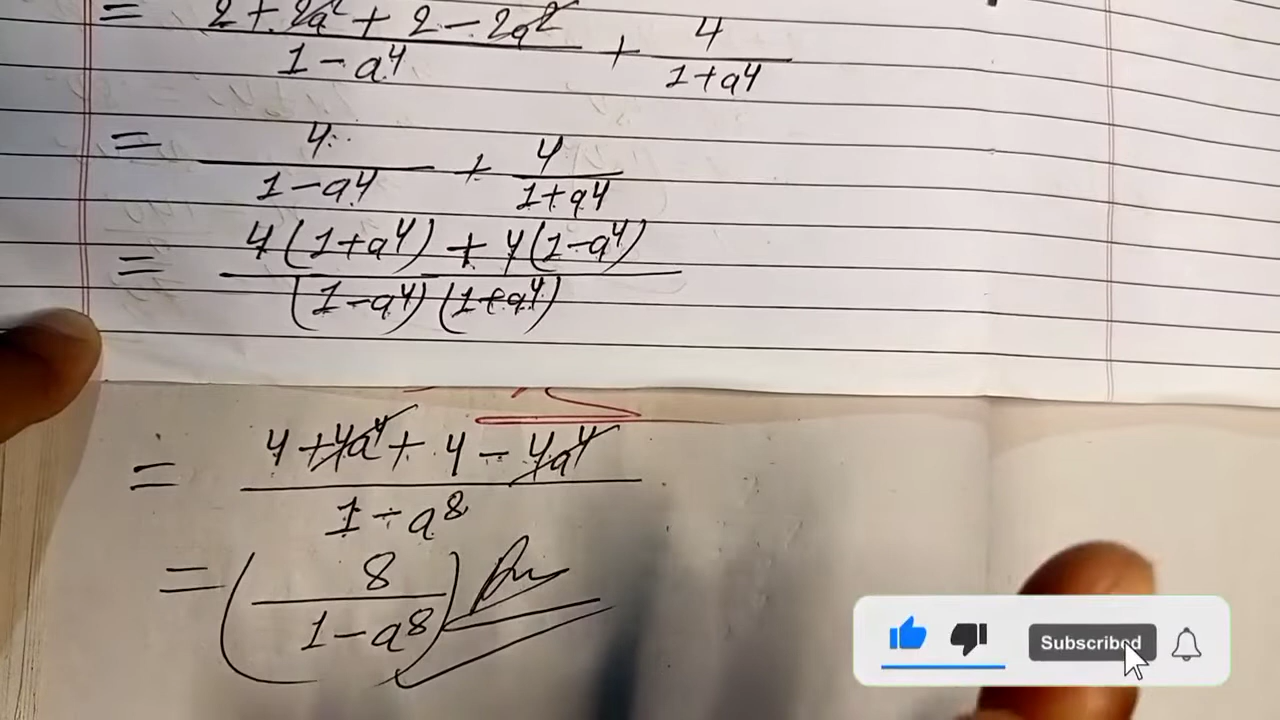 = 2 + 2a² + 2 - 2a² / 1 - a⁴ + 4 / 1 + a⁴
= 4 / 1 - a⁴ + 4 / 1 + a⁴
= 4(1 + a⁴) + 4(1 - a⁴) / (1 - a⁴)(1 + a⁴)
= 4 + 4a⁴ + 4 - 4a⁴ / 1 - a⁸
= (8 / 1 - a⁸)
Subscribed